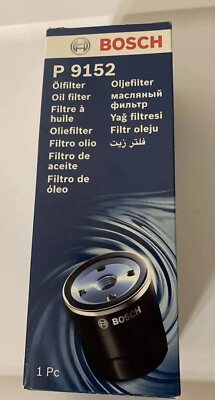 BOSCH
P 9152
Ölfilter
Oil filter
Filtre à
huile
Oliefilter
Filtro olio
Filtro de
aceite
Filtro de
óleo
Oljefilter
масляный
фильтр
Yağ filtresi
Filtr oleju
فلتر زيت
BOSCH
1 Pc